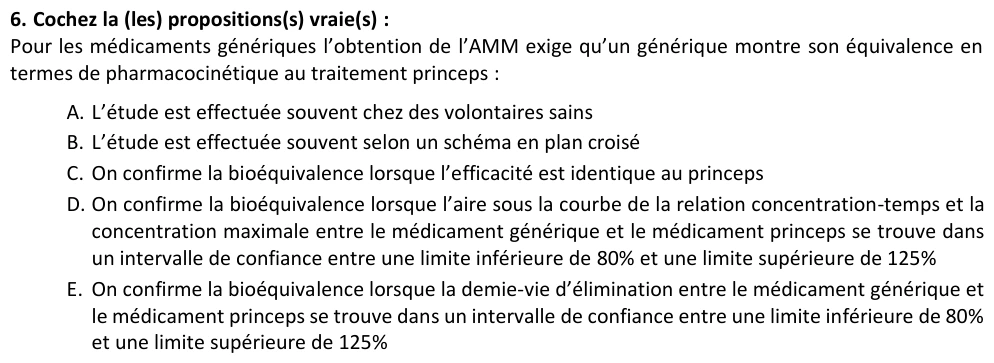 6. Cochez la (les) propositions(s) vraie(s) :
Pour les médicaments génériques l’obtention de l’AMM exige qu’un générique montre son équivalence en
termes de pharmacocinétique au traitement princeps :
A. L’étude est effectuée souvent chez des volontaires sains
B. L’étude est effectuée souvent selon un schéma en plan croisé
C. On confirme la bioéquivalence lorsque l’efficacité est identique au princeps
D. On confirme la bioéquivalence lorsque l’aire sous la courbe de la relation concentration-temps et la
concentration maximale entre le médicament générique et le médicament princeps se trouve dans
un intervalle de confiance entre une limite inférieure de 80% et une limite supérieure de 125%
E. On confirme la bioéquivalence lorsque la demie-vie d’élimination entre le médicament générique et
le médicament princeps se trouve dans un intervalle de confiance entre une limite inférieure de 80%
et une limite supérieure de 125%